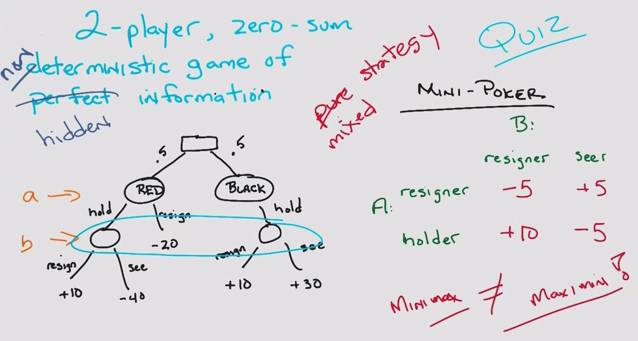 2-player, zero-sum
non deterministic game of
perfect information
hidden
pure strategy
mixed
QUIZ
MINI-POKER
B:
resigner seer
A: resigner -5 +5
holder +10 -5
Minimax ≠ Maximin!
.5 .5
a → RED BLACK
hold resign hold
b → -20
resign see resign see
+10 -40 +10 +30